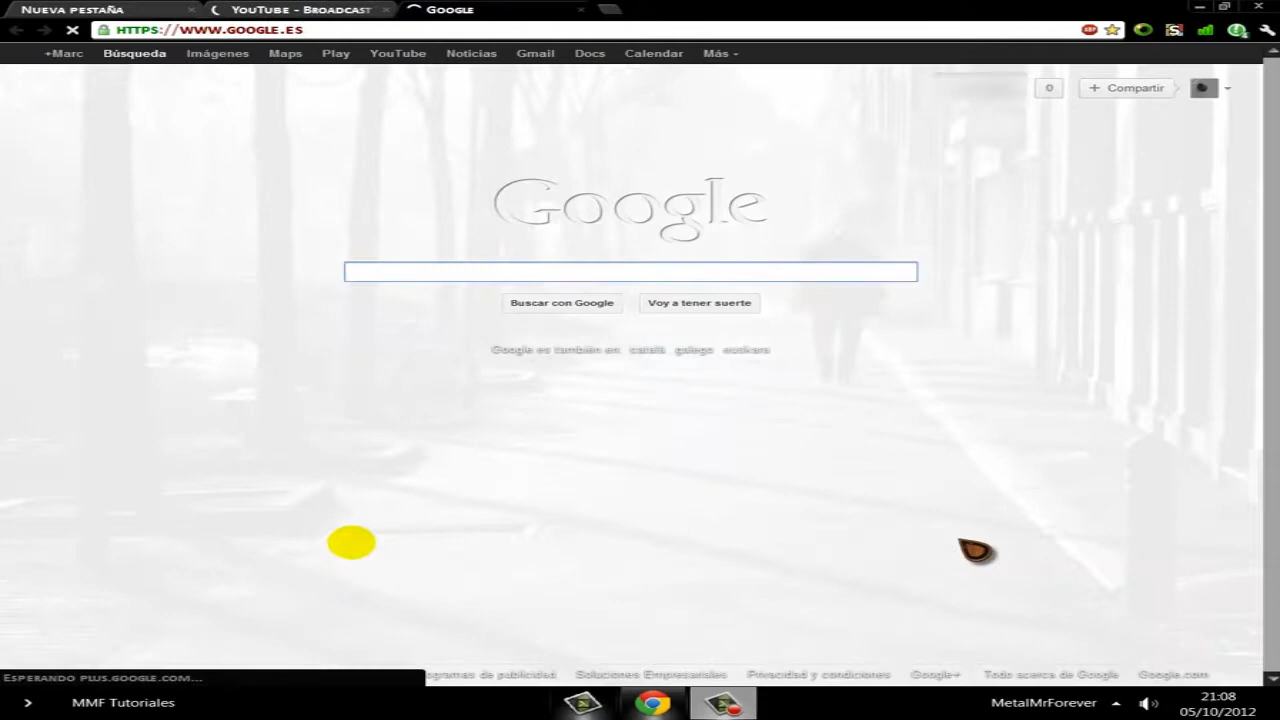 NUEVA PESTAÑA
YOUTUBE - BROADCAST
GOOGLE
HTTPS://WWW.GOOGLE.ES
+Marc Búsqueda Imágenes Maps Play YouTube Noticias Gmail Docs Calendar Más
0 + Compartir
Google
Buscar con Google Voy a tener suerte
Google es también en: català galego euskara
ESPERANDO PLUS.GOOGLE.COM...
ogramas de publicidad Soluciones Empresariales Privacidad y condiciones Google+ Todo acerca de Google Google.com
MMF Tutoriales
MetalMrForever
21:08
05/10/2012